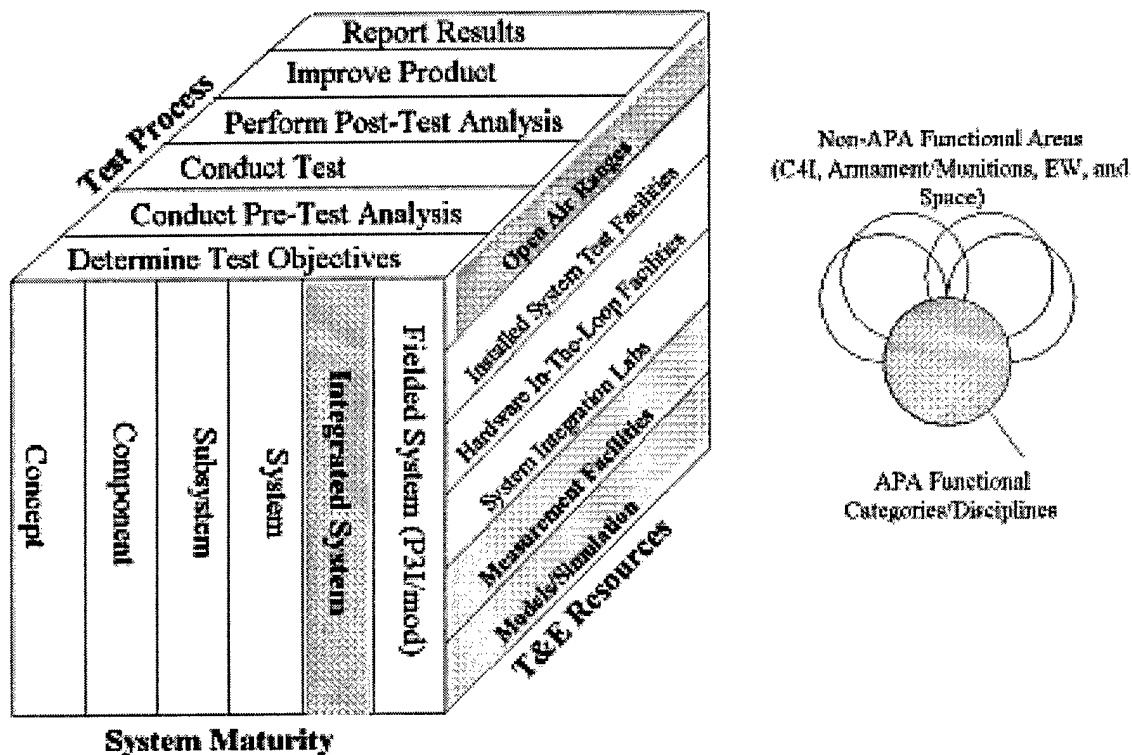 Report Results
Improve Product
Perform Post-Test Analysis
Conduct Test
Conduct Pre-Test Analysis
Determine Test Objectives
Test Process
Concept
Component
Subsystem
System
Integrated System
Fielded System (P3I/mod)
System Maturity
Open Air Ranges
Installed System Test Facilities
Hardware In-The-Loop Facilities
System Integration Labs
Measurement Facilities
Models/Simulation
T&E Resources
Non-APA Functional Areas
(C4I, Armament/Munitions, EW, and
Space)
APA Functional
Categories/Disciplines